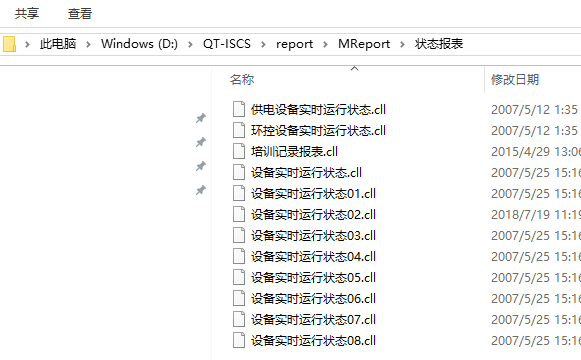 共享 查看
此电脑 Windows (D:) QT-ISCS report MReport 状态报表
名称 修改日期
供电设备实时运行状态.cll 2007/5/12 1:35
环控设备实时运行状态.cll 2007/5/12 1:35
培训记录报表.cll 2015/4/29 13:06
设备实时运行状态.cll 2007/5/25 15:16
设备实时运行状态01.cll 2007/5/25 15:16
设备实时运行状态02.cll 2018/7/19 11:19
设备实时运行状态03.cll 2007/5/25 15:16
设备实时运行状态04.cll 2007/5/25 15:16
设备实时运行状态05.cll 2007/5/25 15:16
设备实时运行状态06.cll 2007/5/25 15:16
设备实时运行状态07.cll 2007/5/25 15:16
设备实时运行状态08.cll 2007/5/25 15:16